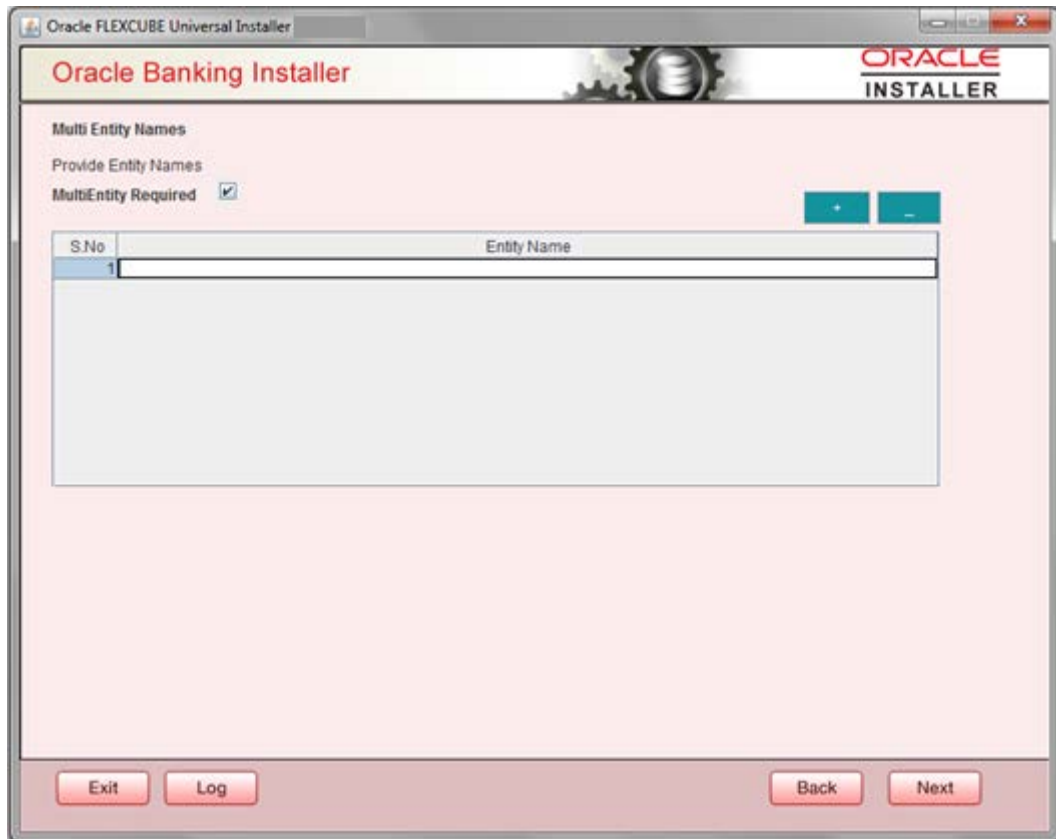 Oracle FLEXCUBE Universal Installer
Oracle Banking Installer
ORACLE
INSTALLER
Multi Entity Names
Provide Entity Names
MultiEntity Required
+ _
S.No Entity Name
1
Exit Log Back Next